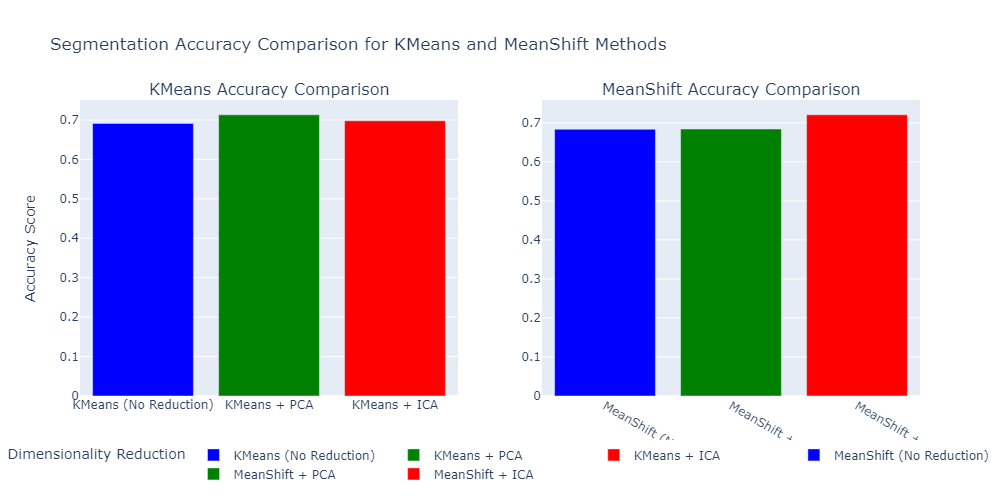 Segmentation Accuracy Comparison for KMeans and MeanShift Methods
KMeans Accuracy Comparison
0.7
0.6
0.5
0.4
0.3
0.2
0.1
0
Accuracy Score
KMeans (No Reduction)
KMeans + PCA
KMeans + ICA
MeanShift Accuracy Comparison
0.7
0.6
0.5
0.4
0.3
0.2
0.1
0
MeanShift
MeanShift +
MeanShift +
Dimensionality Reduction
KMeans (No Reduction)
KMeans + PCA
KMeans + ICA
MeanShift (No Reduction)
MeanShift + PCA
MeanShift + ICA